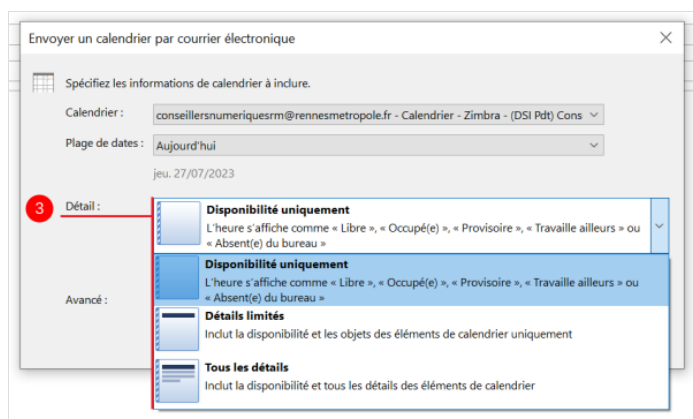 Envoyer un calendrier par courrier électronique
Spécifiez les informations de calendrier à inclure.
Calendrier :
conseillersnumeriquesrm@rennesmetropole.fr - Calendrier - Zimbra - (DSI Pdt) Cons
Plage de dates :
Aujourd'hui
jeu. 27/07/2023
3
Détail :
Disponibilité uniquement
L'heure s'affiche comme « Libre », « Occupé(e) », « Provisoire », « Travaille ailleurs » ou
« Absent(e) du bureau »
Disponibilité uniquement
L'heure s'affiche comme « Libre », « Occupé(e) », « Provisoire », « Travaille ailleurs » ou
« Absent(e) du bureau »
Avancé :
Détails limités
Inclut la disponibilité et les objets des éléments de calendrier uniquement
Tous les détails
Inclut la disponibilité et tous les détails des éléments de calendrier